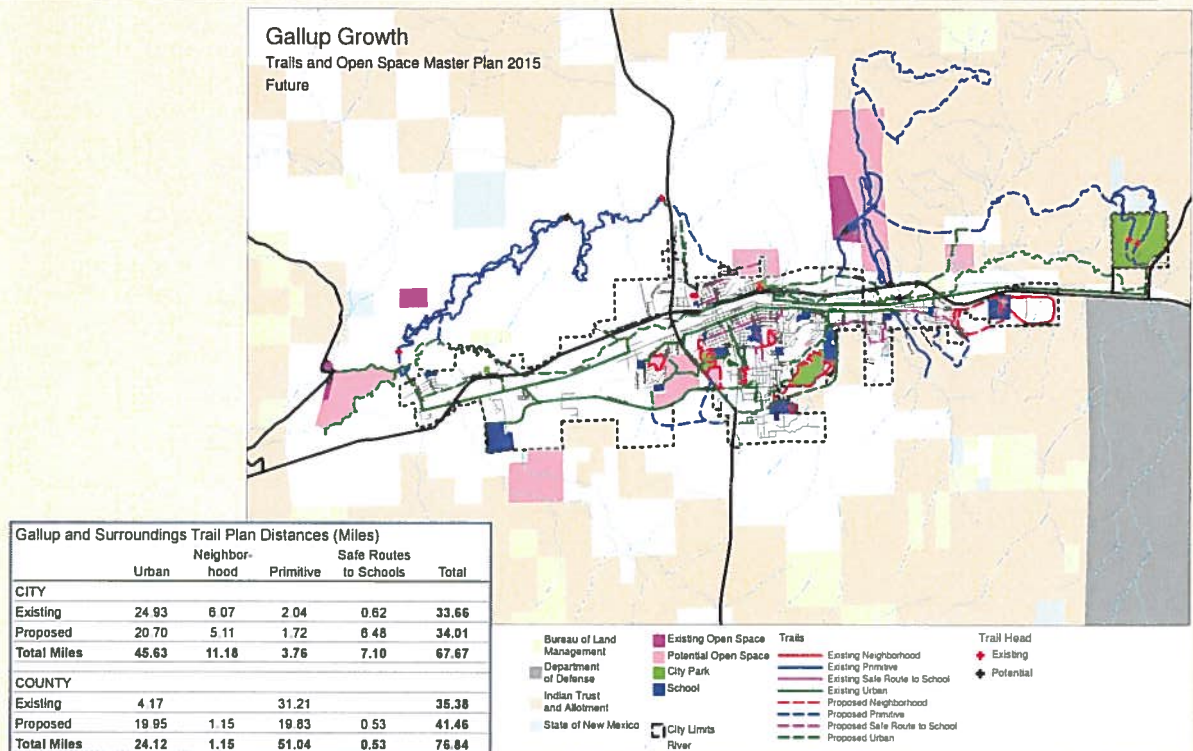 Gallup Growth
Trails and Open Space Master Plan 2015
Future
Gallup and Surroundings Trail Plan Distances (Miles)
Urban Neighbor-hood Primitive Safe Routes to Schools Total
CITY
Existing 24.93 6.07 2.04 0.62 33.66
Proposed 20.70 5.11 1.72 6.48 34.01
Total Miles 45.63 11.18 3.76 7.10 67.67
COUNTY
Existing 4.17 31.21 35.38
Proposed 19.95 1.15 19.83 0.53 41.46
Total Miles 24.12 1.15 51.04 0.53 76.84
Bureau of Land
Management
Department
of Defense
Indian Trust
and Allotment
State of New Mexico
Existing Open Space
Potential Open Space
City Park
School
City Limits
River
Trails
Existing Neighborhood
Existing Primitive
Existing Safe Route to School
Existing Urban
Proposed Neighborhood
Proposed Primitive
Proposed Safe Route to School
Proposed Urban
Trail Head
Existing
Potential